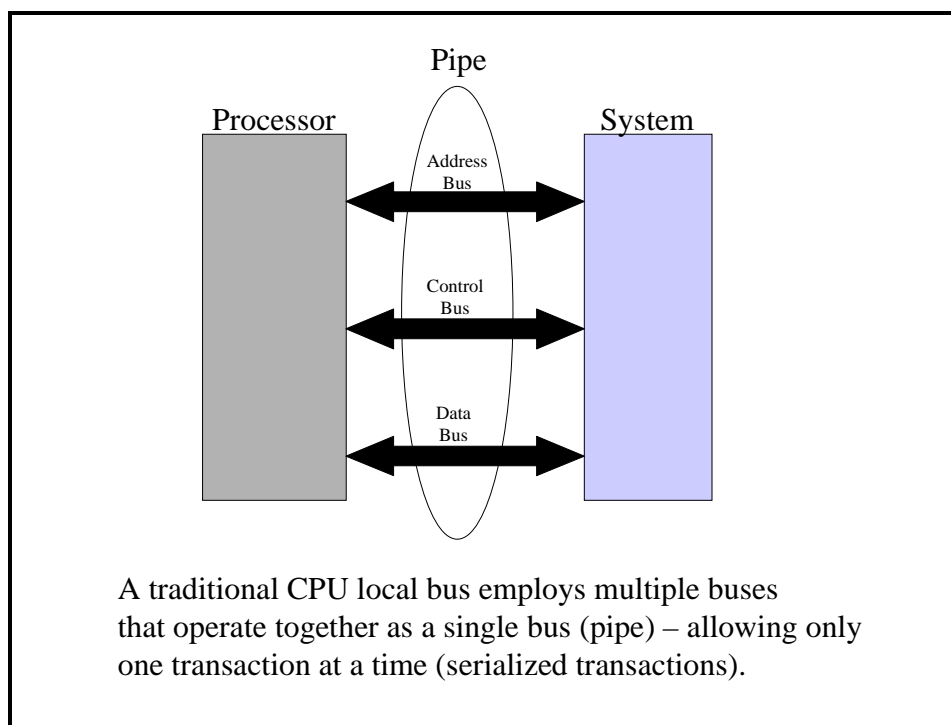 Pipe
Processor
System
Address
Bus
Control
Bus
Data
Bus
A traditional CPU local bus employs multiple buses
that operate together as a single bus (pipe) – allowing only
one transaction at a time (serialized transactions).